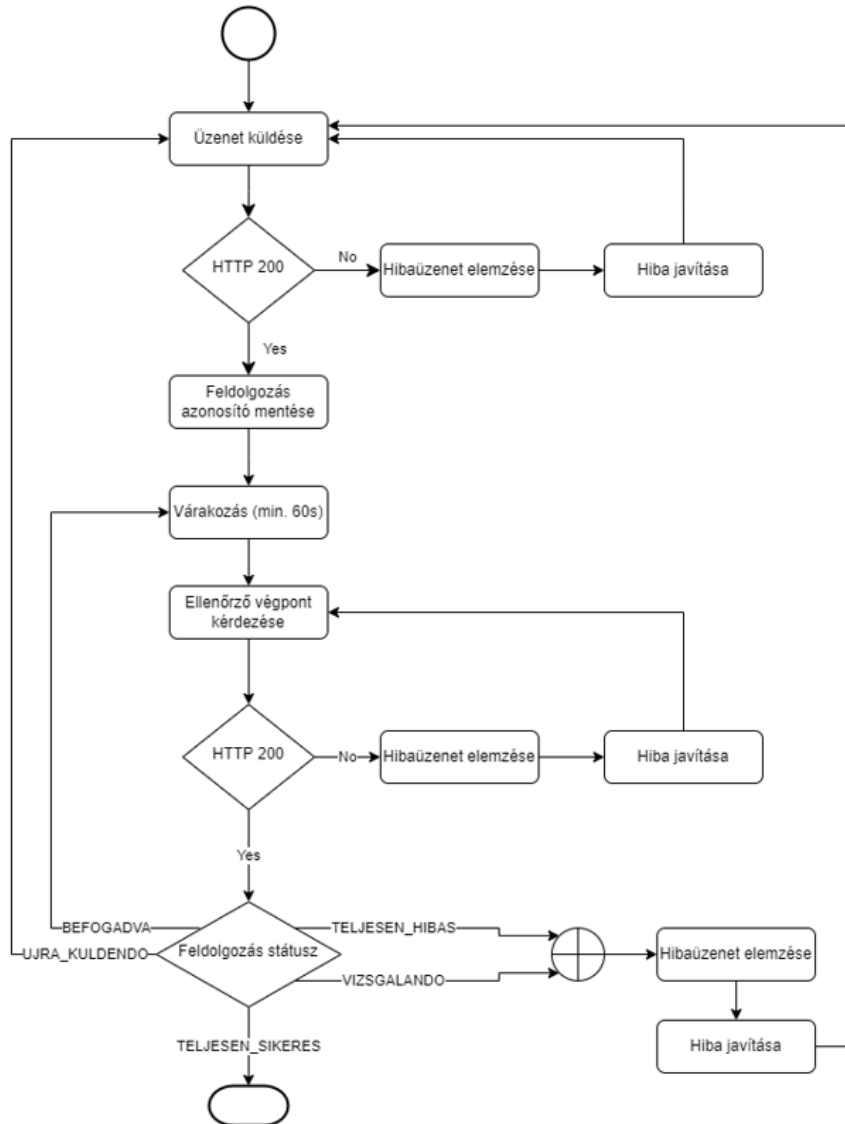 Üzenet küldése
HTTP 200
No
Hibaüzenet elemzése
Hiba javítása
Yes
Feldolgozás
azonosító mentése
Várakozás (min. 60s)
Ellenőrző végpont
kérdezése
HTTP 200
No
Hibaüzenet elemzése
Hiba javítása
Yes
BEFOGADVA
TELJESEN_HIBAS
UJRA_KULDENDO
Feldolgozás státusz
Hibaüzenet elemzése
VIZSGALANDO
TELJESEN_SIKERES
Hiba javítása